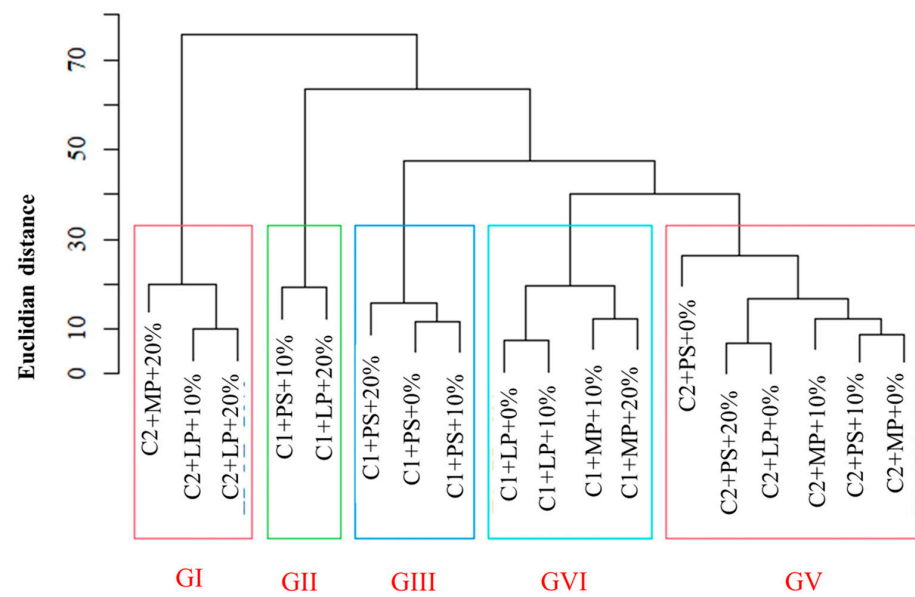 Euclidian distance
70
50
30
10
0
C2+MP+20%
C2+LP+10%
C2+LP+20%
C1+PS+10%
C1+LP+20%
C1+PS+20%
C1+PS+0%
C1+PS+10%
C1+LP+0%
C1+LP+10%
C1+MP+10%
C1+MP+20%
C2+PS+0%
C2+PS+20%
C2+LP+0%
C2+MP+10%
C2+PS+10%
C2+MP+0%
GI GII GIII GVI GV